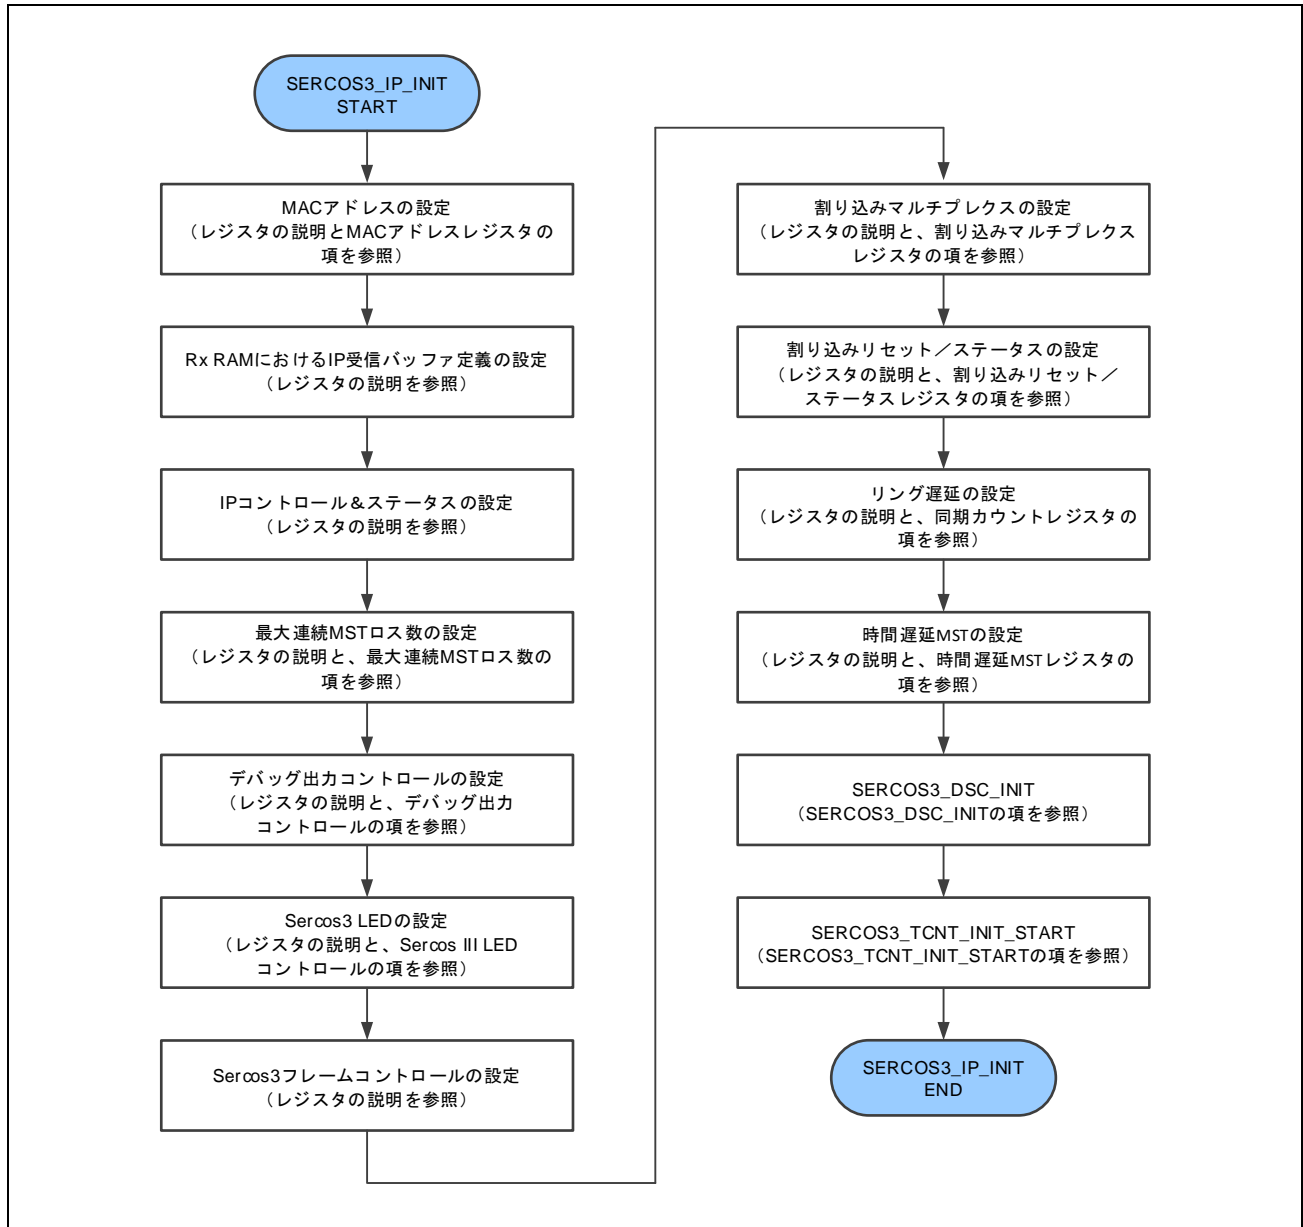 SERCOS3_IP_INIT
START
MACアドレスの設定
（レジスタの説明とMACアドレスレジスタの
項を参照）
Rx RAMにおけるIP受信バッファ定義の設定
（レジスタの説明を参照）
IPコントロール＆ステータスの設定
（レジスタの説明を参照）
最大連続MSTロス数の設定
（レジスタの説明と、最大連続MSTロス数の
項を参照）
デバッグ出力コントロールの設定
（レジスタの説明と、デバッグ出力
コントロールの項を参照）
Sercos3 LEDの設定
（レジスタの説明と、Sercos III LED
コントロールの項を参照）
Sercos3フレームコントロールの設定
（レジスタの説明を参照）
割り込みマルチプレクスの設定
（レジスタの説明と、割り込みマルチプレクス
レジスタの項を参照）
割り込みリセット／ステータスの設定
（レジスタの説明と、割り込みリセット／
ステータスレジスタの項を参照）
リング遅延の設定
（レジスタの説明と、同期カウントレジスタの
項を参照）
時間遅延MSTの設定
（レジスタの説明と、時間遅延MSTレジスタの
項を参照）
SERCOS3_DSC_INIT
（SERCOS3_DSC_INITの項を参照）
SERCOS3_TCNT_INIT_START
（SERCOS3_TCNT_INIT_STARTの項を参照）
SERCOS3_IP_INIT
END